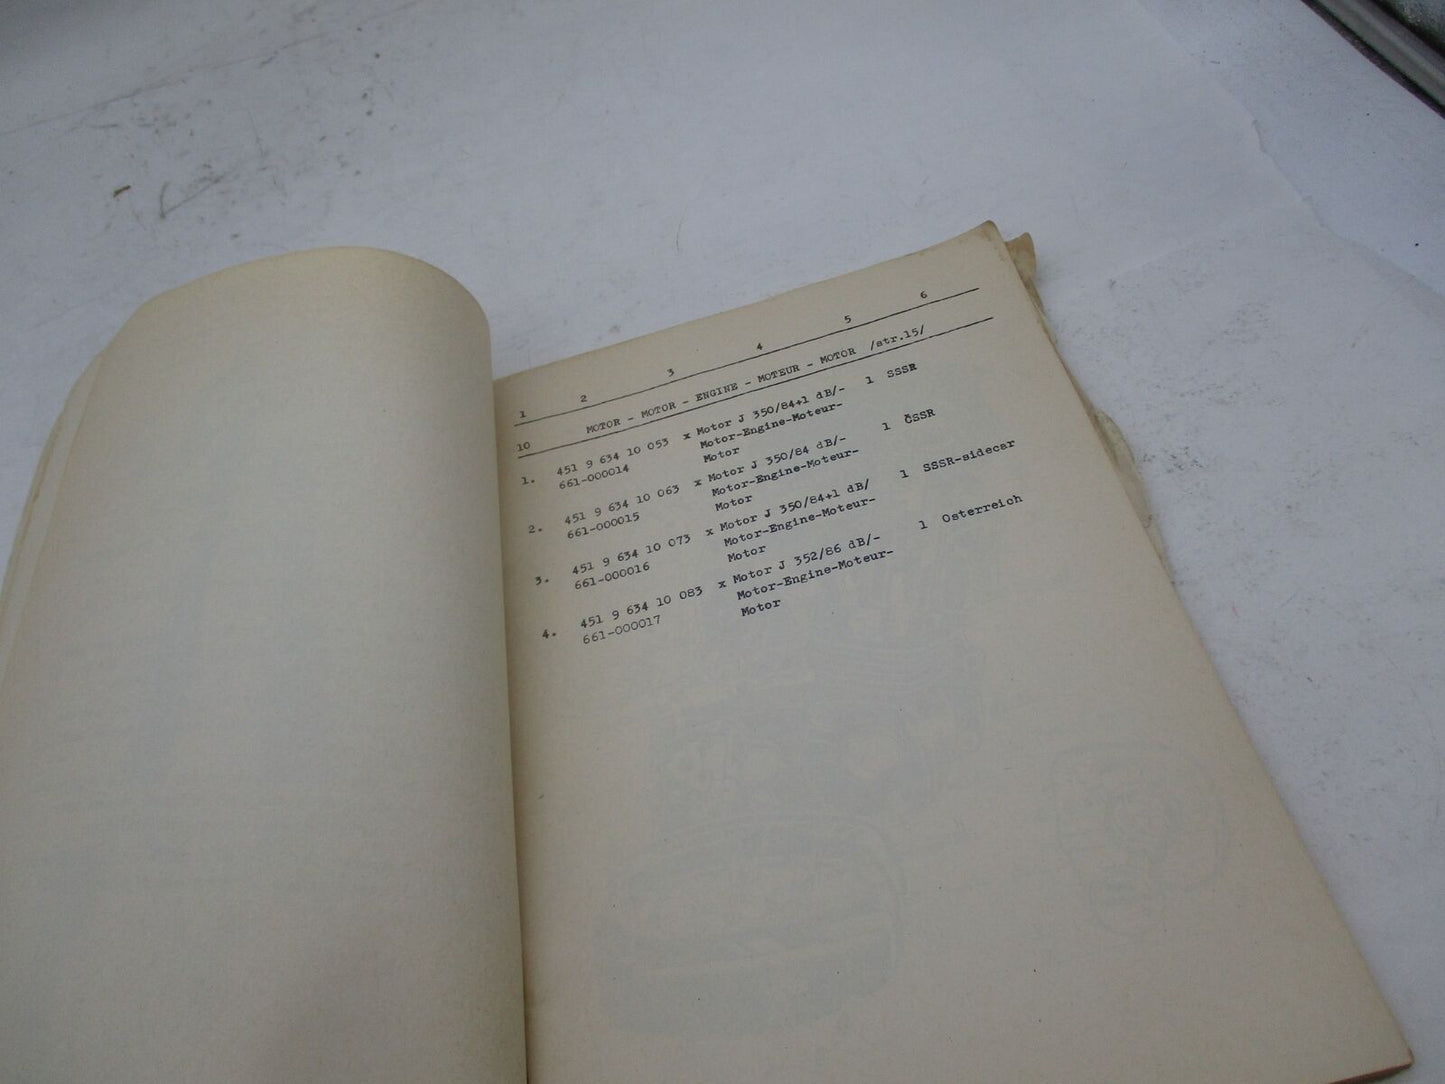 1 2 3 4 5 6
10 MOTOR - MOTOR - ENGINE - MOTEUR - MOTOR /str.15/
1. 451 9 634 10 053 x Motor J 350/84+1 dB/- 1 SSSR
661-000014 Motor-Engine-Moteur-
Motor
2. 451 9 634 10 063 x Motor J 350/84 dB/- 1 ČSSR
661-000015 Motor-Engine-Moteur-
Motor
3. 451 9 634 10 073 x Motor J 350/84+1 dB/ 1 SSSR-sidecar
661-000016 Motor-Engine-Moteur-
Motor
4. 451 9 634 10 083 x Motor J 352/86 dB/- 1 Osterreich
661-000017 Motor-Engine-Moteur-
Motor